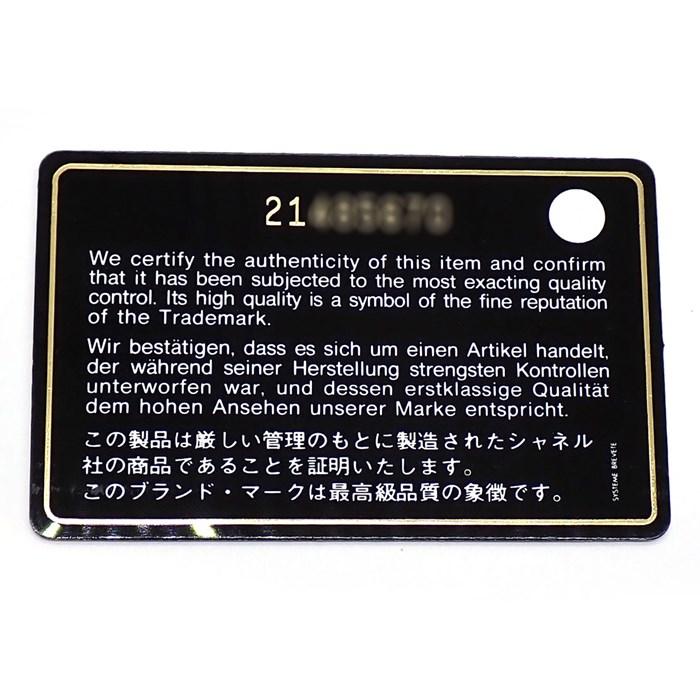 21
We certify the authenticity of this item and confirm
that it has been subjected to the most exacting quality
control. Its high quality is a symbol of the fine reputation
of the Trademark.
Wir bestätigen, dass es sich um einen Artikel handelt,
der während seiner Herstellung strengsten Kontrollen
unterworfen war, und dessen erstklassige Qualität
dem hohen Ansehen unserer Marke entspricht.
この製品は厳しい管理のもとに製造されたシャネル
社の商品であることを証明いたします。
このブランド・マークは最高級品質の象徴です。
SYSTEME BREVETE